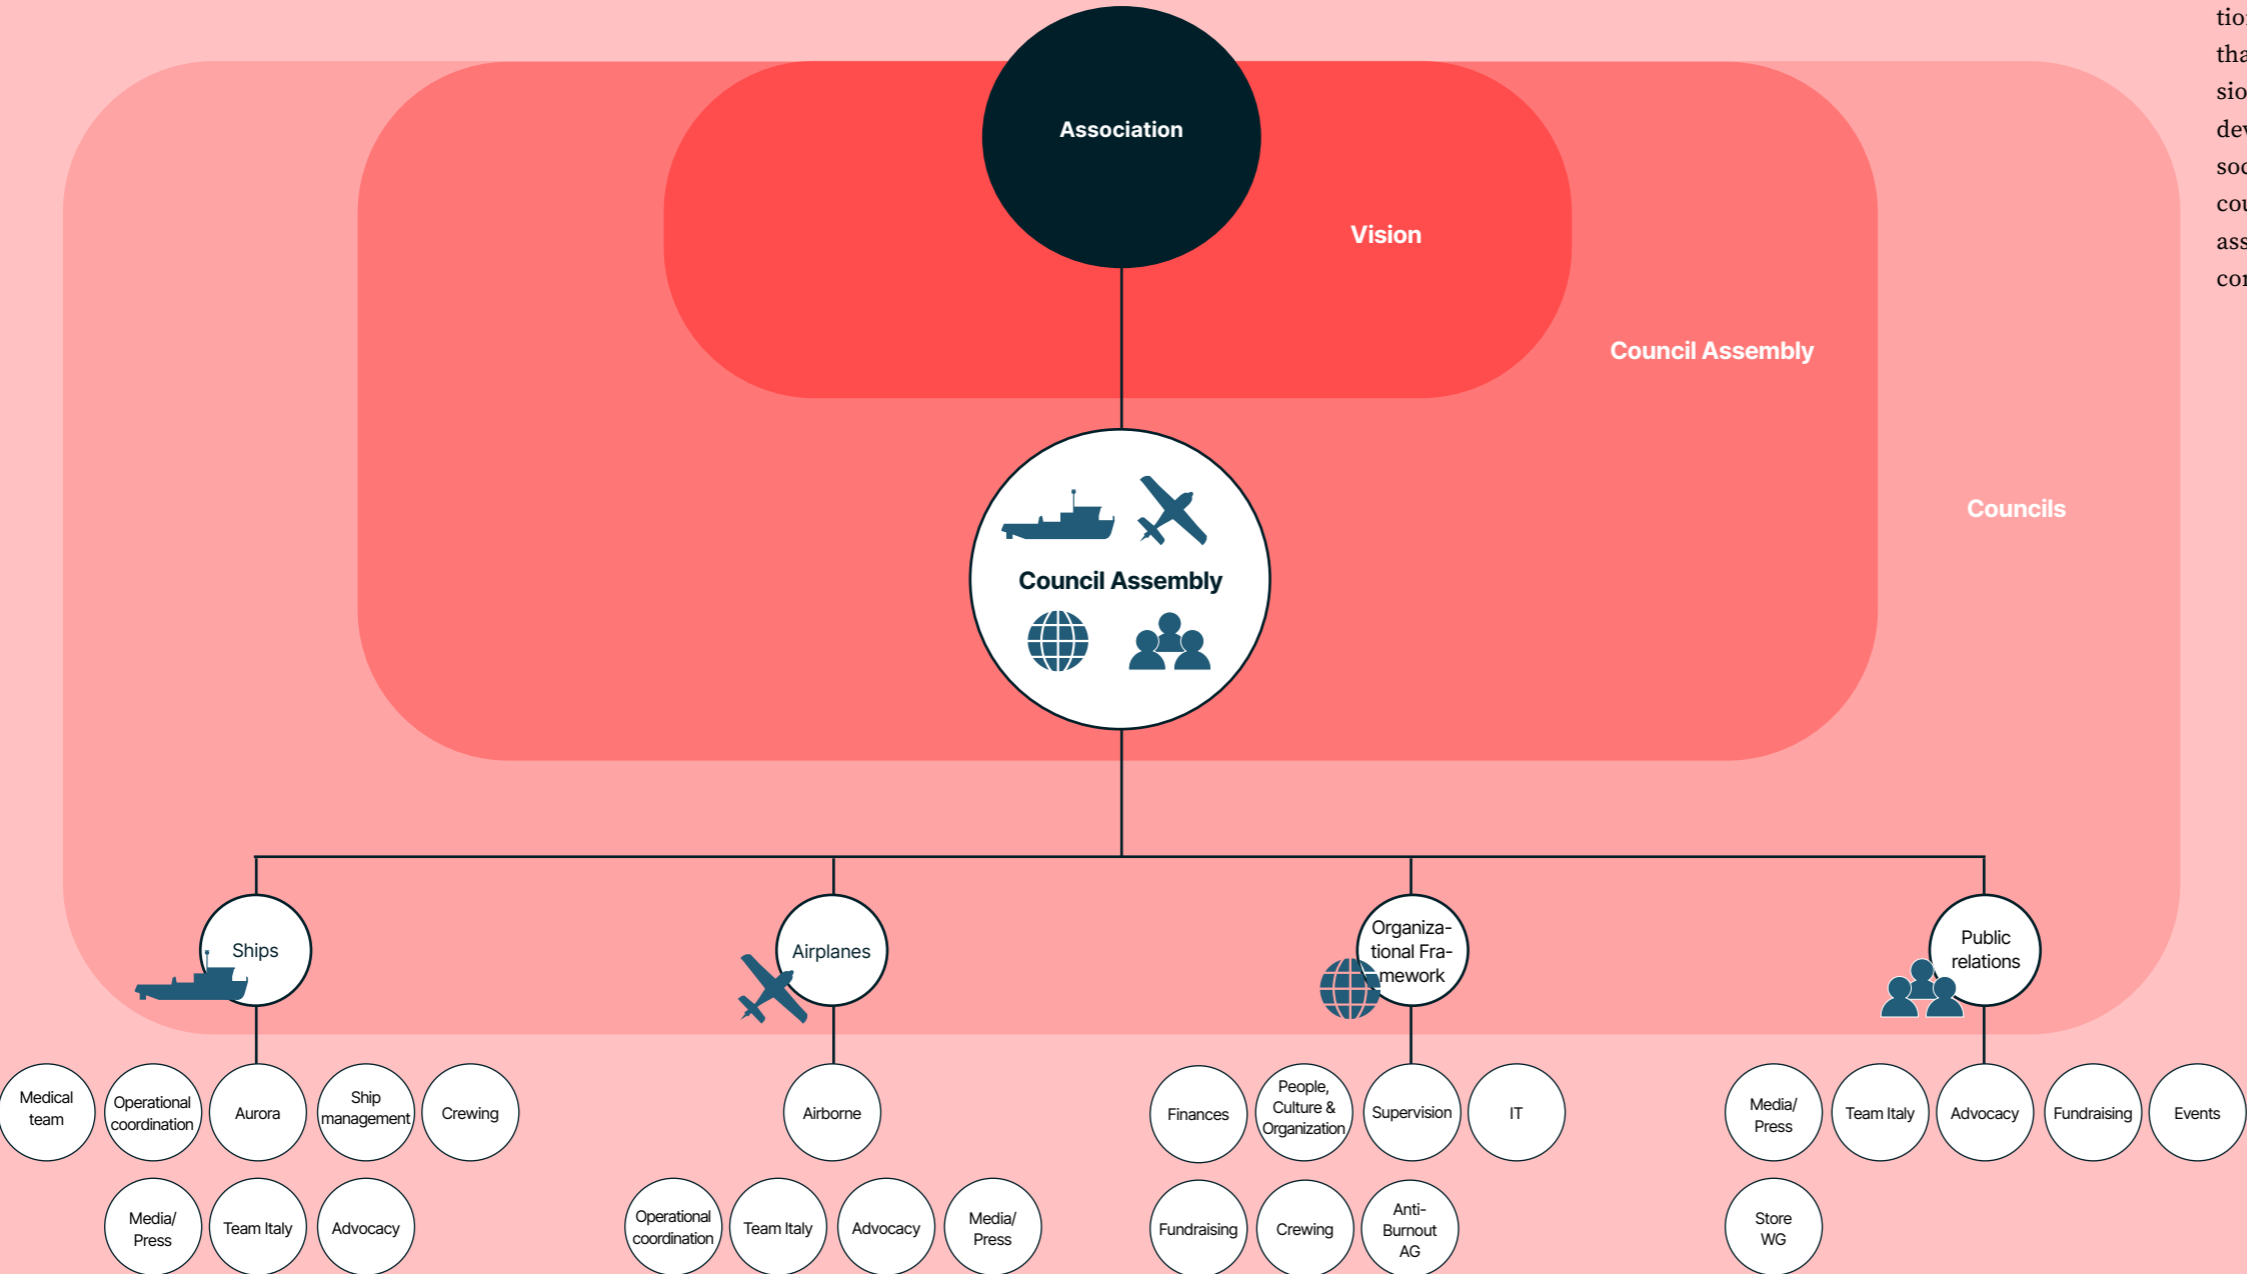 Association
Vision
Council Assembly
Councils
Council Assembly
Ships
Airplanes
Organiza-
tional Fra-
mework
Public
relations
Medical
team
Operational
coordination
Aurora
Ship
management
Crewing
Media/
Press
Team Italy
Advocacy
Airborne
Operational
coordination
Team Italy
Advocacy
Media/
Press
Finances
People,
Culture &
Organization
Supervision
IT
Fundraising
Crewing
Anti-
Burnout
AG
Media/
Press
Team Italy
Advocacy
Fundraising
Events
Store
WG